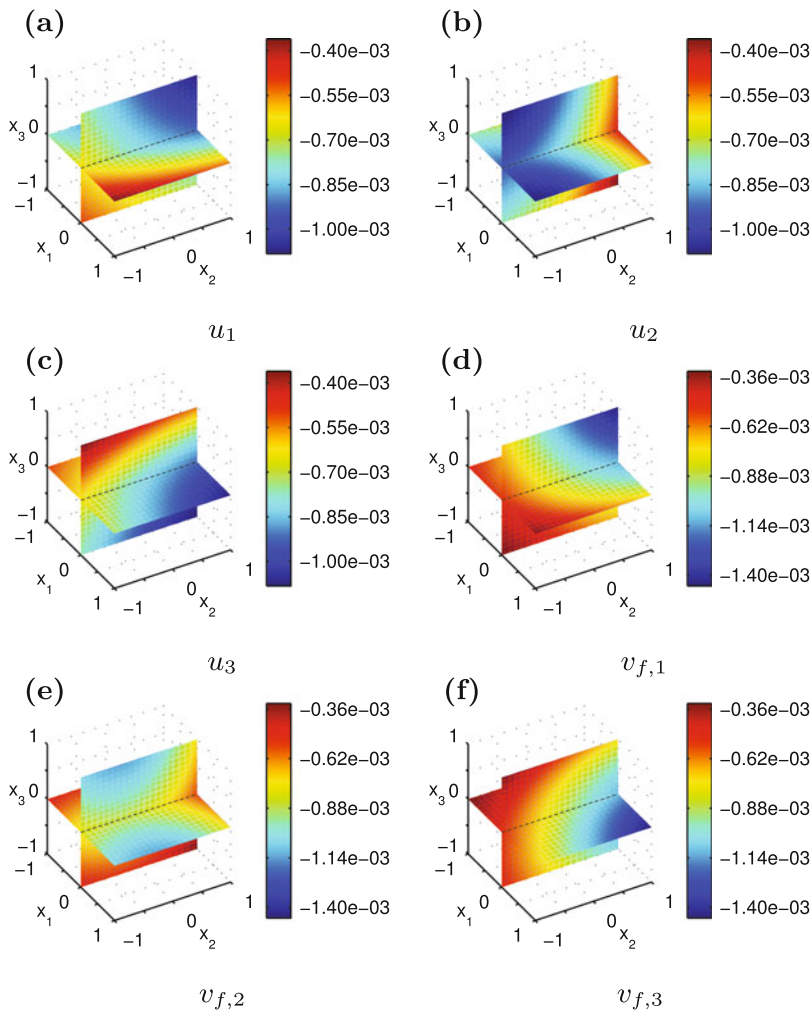 (a)
1
x3 0
−1
−1
x1 0
1
−1
0
x2
1
−0.40e−03
−0.55e−03
−0.70e−03
−0.85e−03
−1.00e−03
u1
(b)
1
x3 0
−1
−1
x1 0
1
−1
0
x2
1
−0.40e−03
−0.55e−03
−0.70e−03
−0.85e−03
−1.00e−03
u2
(c)
1
x3 0
−1
−1
x1 0
1
−1
0
x2
1
−0.40e−03
−0.55e−03
−0.70e−03
−0.85e−03
−1.00e−03
u3
(d)
1
x3 0
−1
−1
x1 0
1
−1
0
x2
1
−0.36e−03
−0.62e−03
−0.88e−03
−1.14e−03
−1.40e−03
vf,1
(e)
1
x3 0
−1
−1
x1 0
1
−1
0
x2
1
−0.36e−03
−0.62e−03
−0.88e−03
−1.14e−03
−1.40e−03
vf,2
(f)
1
x3 0
−1
−1
x1 0
1
−1
0
x2
1
−0.36e−03
−0.62e−03
−0.88e−03
−1.14e−03
−1.40e−03
vf,3